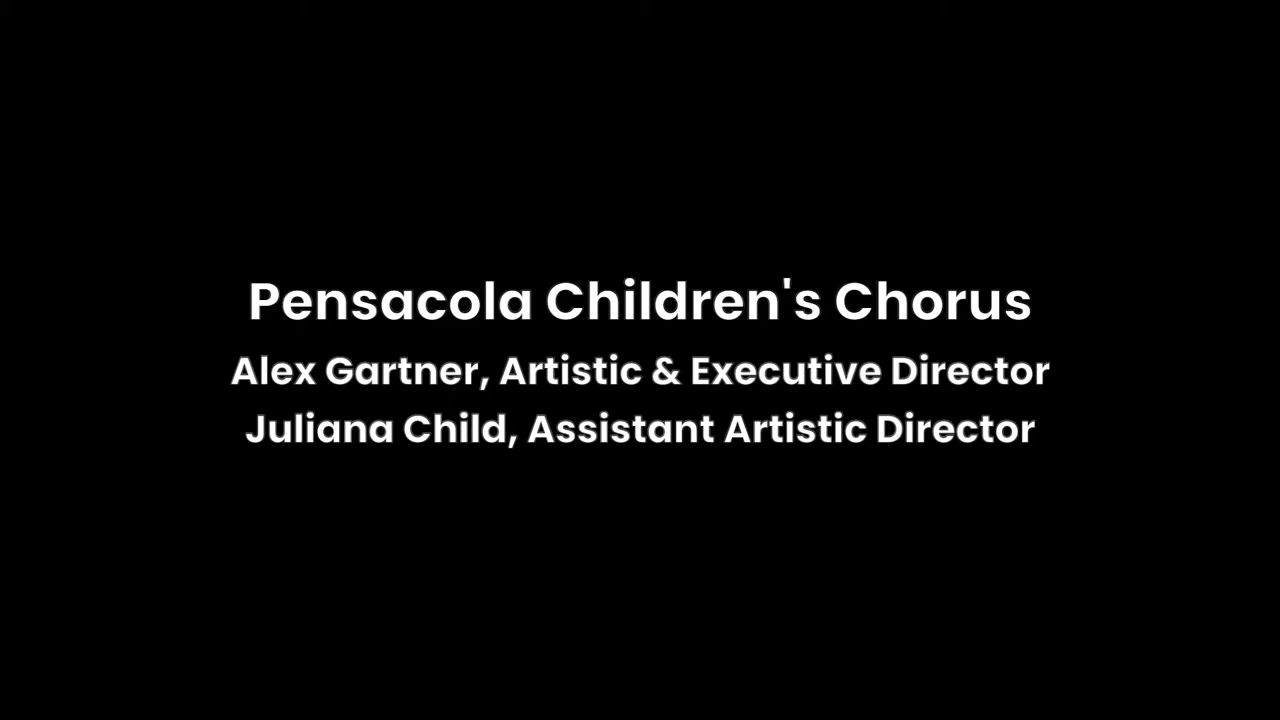 Pensacola Children's Chorus
Alex Gartner, Artistic & Executive Director
Juliana Child, Assistant Artistic Director